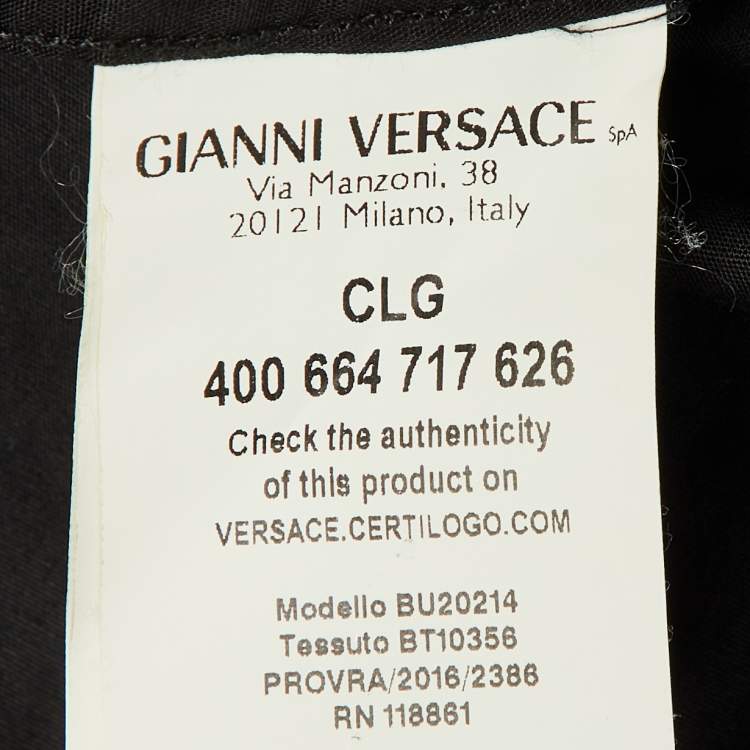 GIANNI VERSACE SpA
Via Manzoni, 38
20121 Milano, Italy
CLG
400 664 717 626
Check the authenticity
of this product on
VERSACE.CERTILOGO.COM
Modello BU20214
Tessuto BT10356
PROVRA/2016/2386
RN 118861